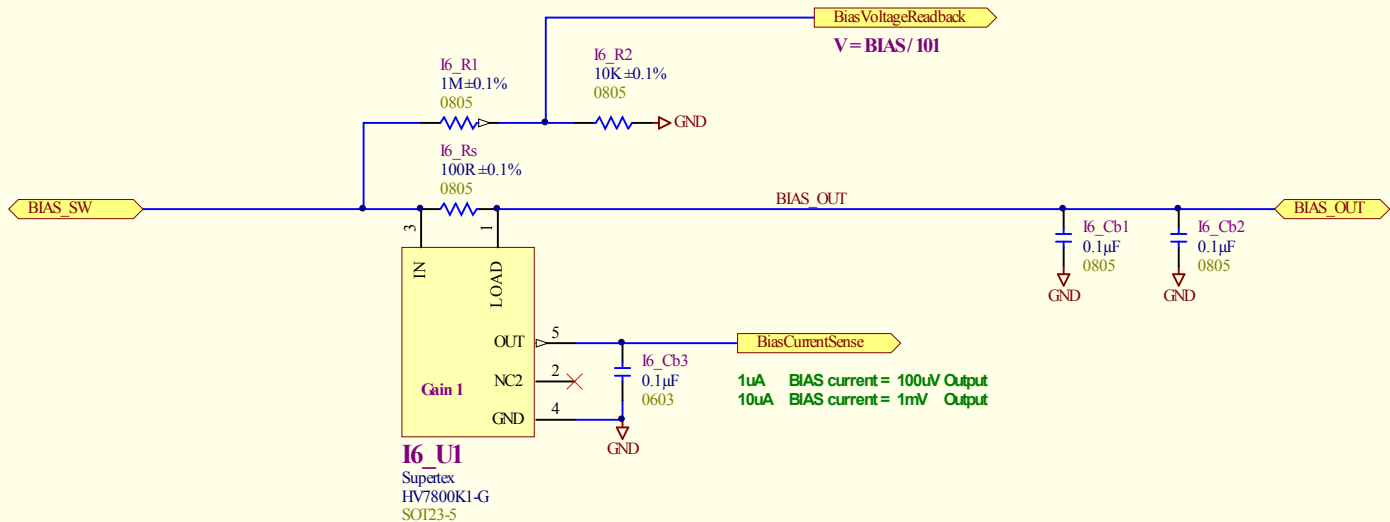 BiasVoltageReadback
V = BIAS / 101
I6_R1
1M±0.1%
0805
I6_R2
10K±0.1%
0805
GND
I6_Rs
100R±0.1%
0805
BIAS_SW
BIAS_OUT
BIAS_OUT
3
1
IN
LOAD
I6_Cb1
0.1µF
0805
GND
I6_Cb2
0.1µF
0805
GND
OUT
5
NC2
2
GND
4
Gain 1
BiasCurrentSense
I6_Cb3
0.1µF
0603
GND
1uA BIAS current = 100uV Output
10uA BIAS current = 1mV Output
I6_U1
Supertex
HV7800K1-G
SOT23-5